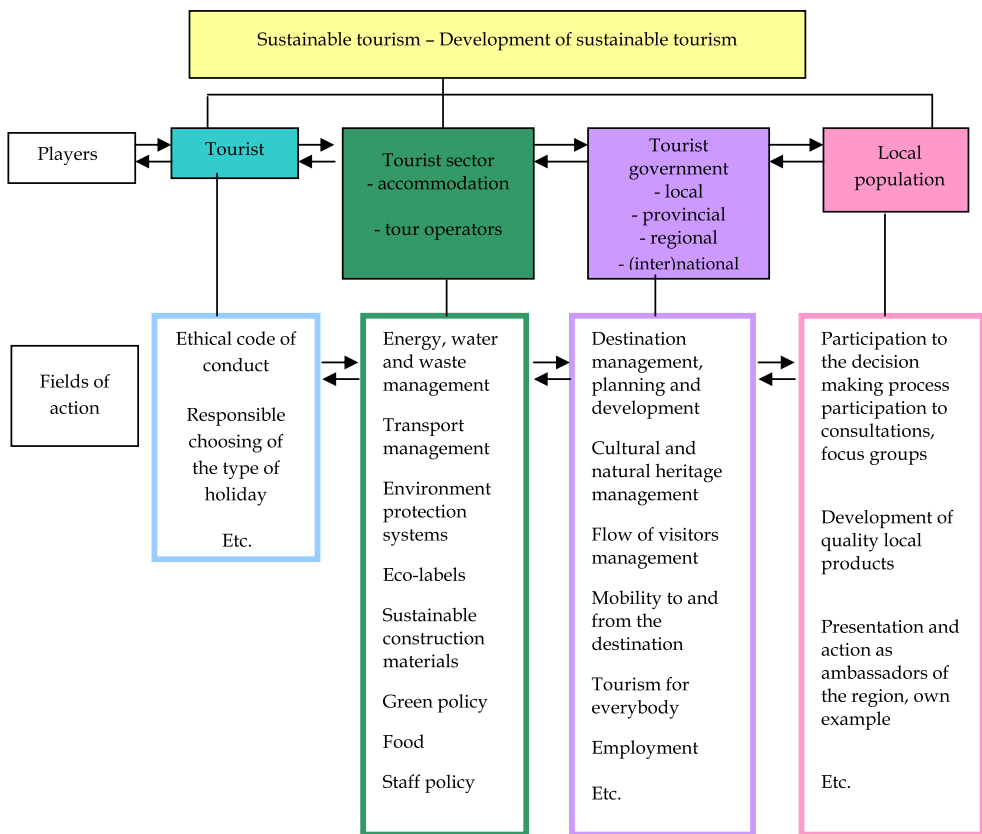 Sustainable tourism – Development of sustainable tourism
Players
Tourist
Tourist sector
- accommodation
- tour operators
Tourist
government
- local
- provincial
- regional
- (inter)national
Local
population
Fields of
action
Ethical code of
conduct
Responsible
choosing of
the type of
holiday
Etc.
Energy, water
and waste
management
Transport
management
Environment
protection
systems
Eco-labels
Sustainable
construction
materials
Green policy
Food
Staff policy
Destination
management,
planning and
development
Cultural and
natural heritage
management
Flow of visitors
management
Mobility to and
from the
destination
Tourism for
everybody
Employment
Etc.
Participation to
the decision
making process
participation to
consultations,
focus groups
Development of
quality local
products
Presentation and
action as
ambassadors of
the region, own
example
Etc.